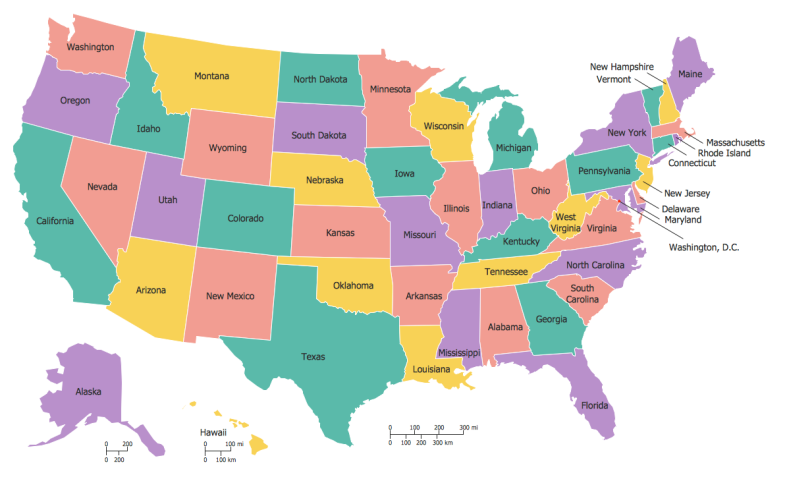 Washington
Montana
North Dakota
Minnesota
New Hampshire
Vermont
Maine
Oregon
Idaho
Wyoming
South Dakota
Wisconsin
Michigan
New York
Massachusetts
Rhode Island
Connecticut
Nevada
Utah
Colorado
Nebraska
Iowa
Illinois
Indiana
Ohio
Pennsylvania
New Jersey
Delaware
Maryland
Washington, D.C.
California
Kansas
Missouri
Kentucky
West
Virginia
Virginia
Arizona
New Mexico
Oklahoma
Arkansas
Tennessee
North Carolina
South
Carolina
Texas
Louisiana
Mississippi
Alabama
Georgia
Florida
Alaska
0 200
0 200
Hawaii
0 100 mi
0 100 km
0 100 200 300 mi
0 100 200 300 km